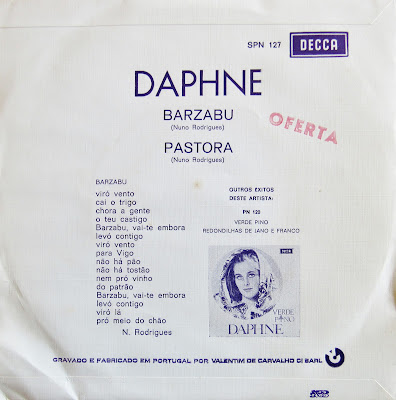 SPN 127
DECCA
DAPHNE
BARZABU
(Nuno Rodrigues)
OFERTA
PASTORA
(Nuno Rodrigues)
BARZABU
viró vento
cai o trigo
chora a gente
o teu castigo
Barzabu, vai-te embora
levó contigo
viró vento
para Vigo
não há pão
não há tostão
nem pró vinho
do patrão
Barzabu, vai-te embora
levó contigo
viró lá
pró meio do chão
N. Rodrigues
OUTROS ÊXITOS
DESTE ARTISTA:
PN 120
VERDE PINO
REDONDILHAS DE JANO E FRANCO
DECCA
VERDE
PINO
DAPHNE
GRAVADO E FABRICADO EM PORTUGAL POR VALENTIM DE CARVALHO CI SARL